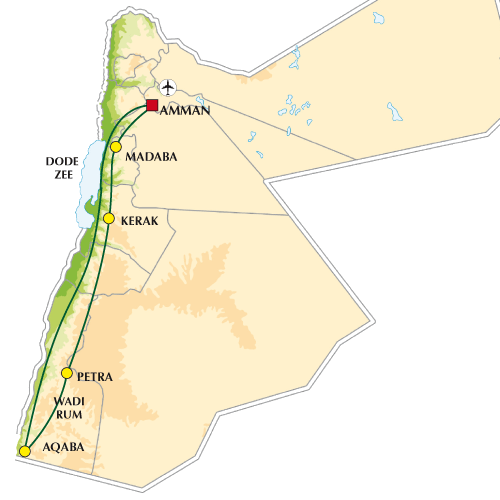 AMMAN
MADABA
DODE
ZEE
KERAK
PETRA
WADI
RUM
AQABA